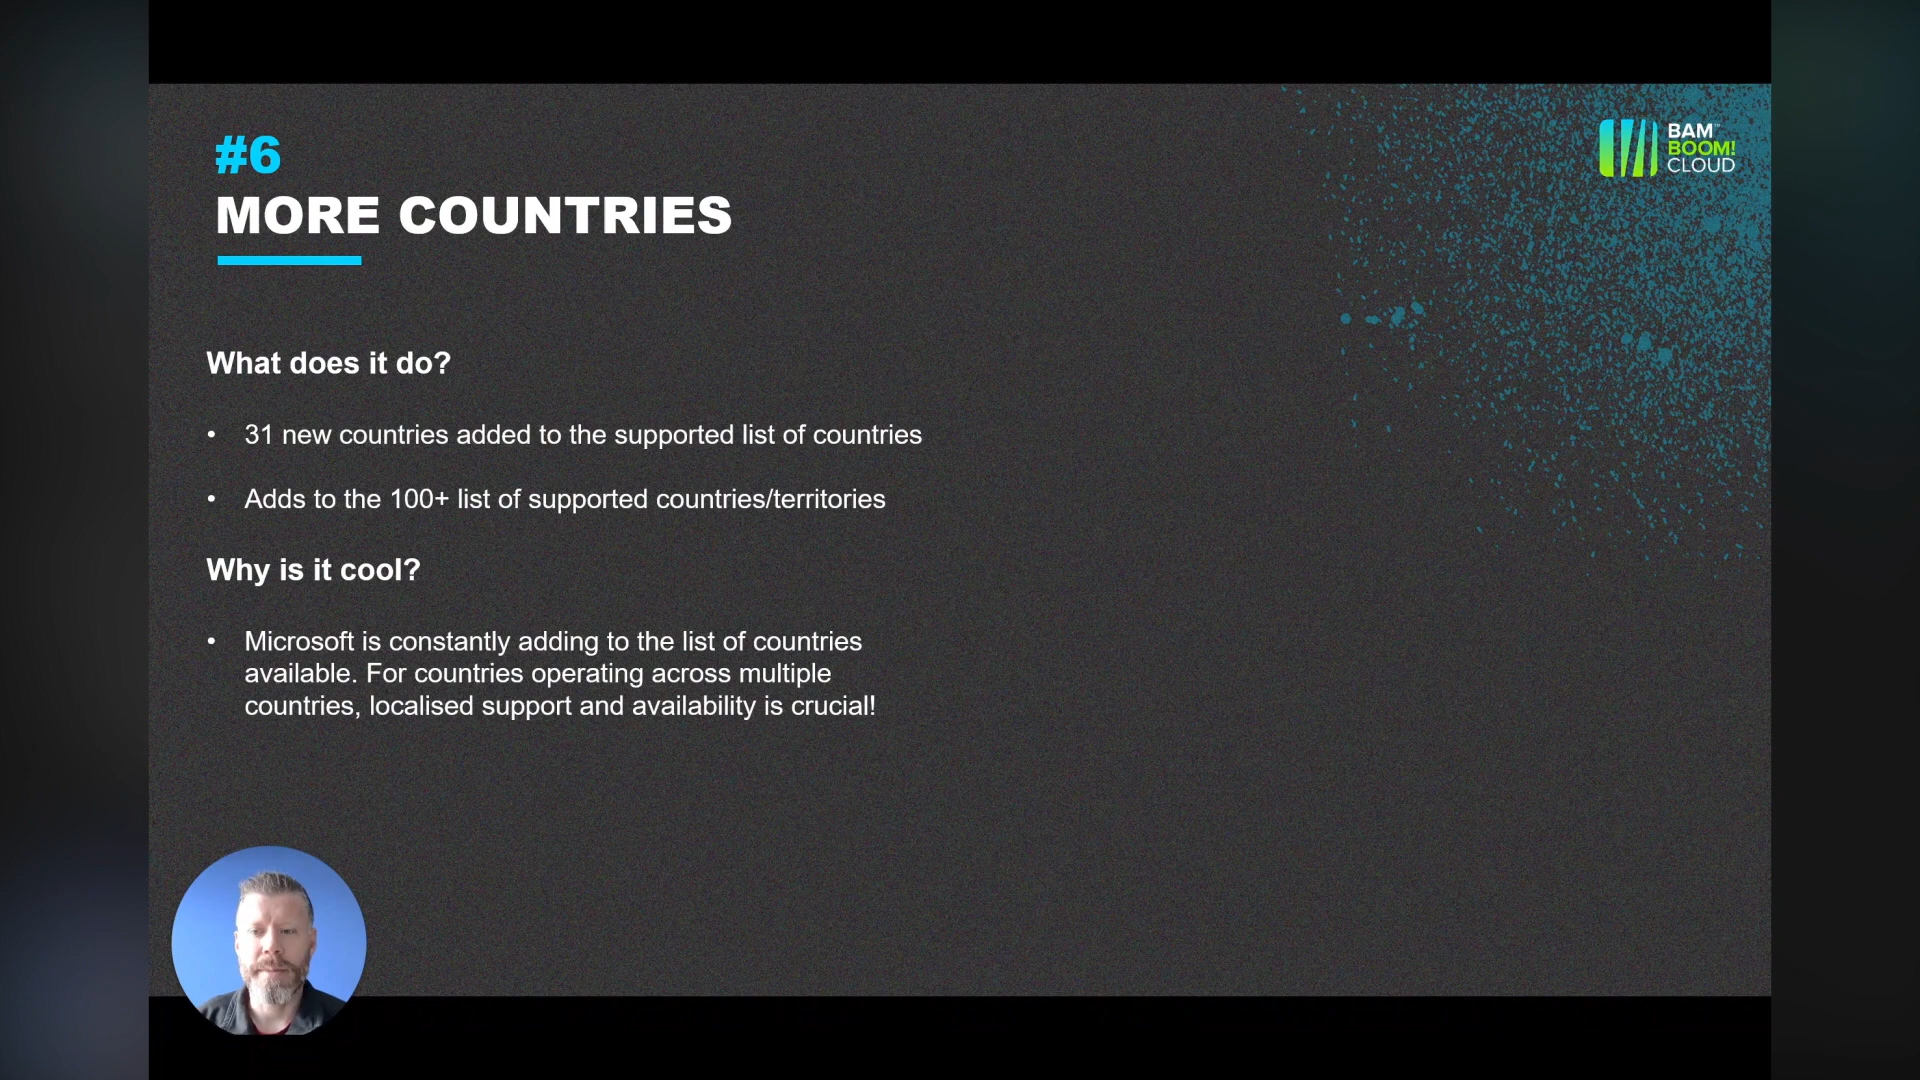 #6
MORE COUNTRIES
BAM™
BOOM!
CLOUD
What does it do?
• 31 new countries added to the supported list of countries
• Adds to the 100+ list of supported countries/territories
Why is it cool?
• Microsoft is constantly adding to the list of countries
available. For countries operating across multiple
countries, localised support and availability is crucial!